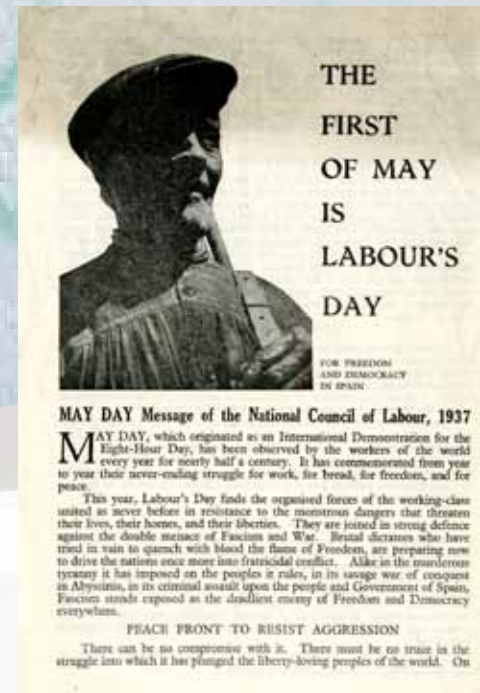 THE
FIRST
OF MAY
IS
LABOUR'S
DAY
FOR FREEDOM
AND DEMOCRACY
IN SPAIN
MAY DAY Message of the National Council of Labour, 1937
MAY DAY, which originated as an International Demonstration for the
Eight-Hour Day, has been observed by the workers of the world
every year for nearly half a century. It has commemorated from year
to year their never-ending struggle for work, for bread, for freedom, and for
peace.
This year, Labour's Day finds the organised forces of the working-class
united as never before in resistance to the monstrous dangers that threaten
their lives, their homes, and their liberties. They are joined in strong defence
against the double menace of Fascism and War. Brutal dictators who have
tried in vain to quench with blood the flame of Freedom, are preparing now
to drive the nations once more into fratricidal conflict. Alike in the murderous
tyranny it has imposed on the peoples it rules, in its savage war of conquest
in Abyssinia, in its criminal assault upon the people and Government of Spain,
Fascism stands exposed as the deadliest enemy of Freedom and Democracy
everywhere.
PEACE FRONT TO RESIST AGGRESSION
There can be no compromise with it. There must be no truce in the
struggle into which it has plunged the liberty-loving peoples of the world. On